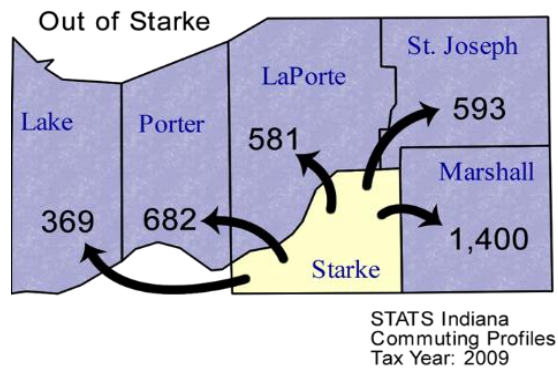 Out of Starke
St. Joseph
LaPorte
593
Lake
Porter
581
Marshall
369
682
1,400
Starke
STATS Indiana
Commuting Profiles
Tax Year: 2009